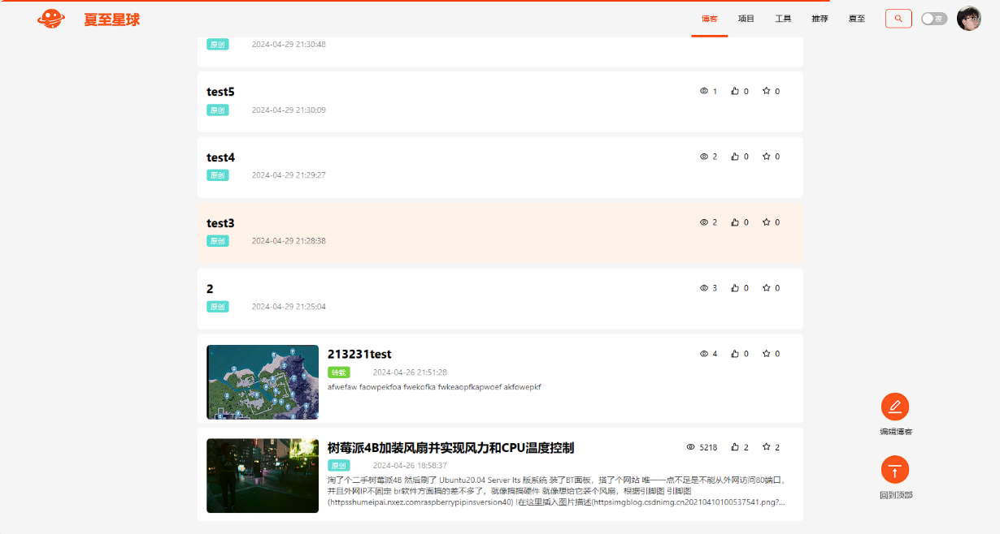 夏至星球
博客 项目 工具 推荐 夏至 夜
原创 2024-04-29 21:30:48
test5 1 0 0
原创 2024-04-29 21:30:09
test4 2 0 0
原创 2024-04-29 21:29:27
test3 2 0 0
原创 2024-04-29 21:28:38
2 3 0 0
原创 2024-04-29 21:25:04
213231test 4 0 0
转载 2024-04-26 21:51:28
afwefaw faowpekfoa fwekofka fwkeaopfkapwoef akfowepkf
树莓派4B加装风扇并实现风力和CPU温度控制 5218 2 2
原创 2024-04-26 18:58:37
淘了个二手树莓派4B 然后刷了 Ubuntu20.04 Server lts 版系统 装了BT面板，搭了个网站 唯一一点不足是不能从外网访问80端口，
并且外网IP不固定 br软件方面搞的差不多了，就像搞搞硬件 就像想给它装个风扇，根据引脚图 引脚图
(httpsshumeipai.nxez.comraspberrypipinsversion40) !在这里插入图片描述(httpsimgblog.csdnimg.cn20210410100537541.png?...
编辑博客
回到顶部